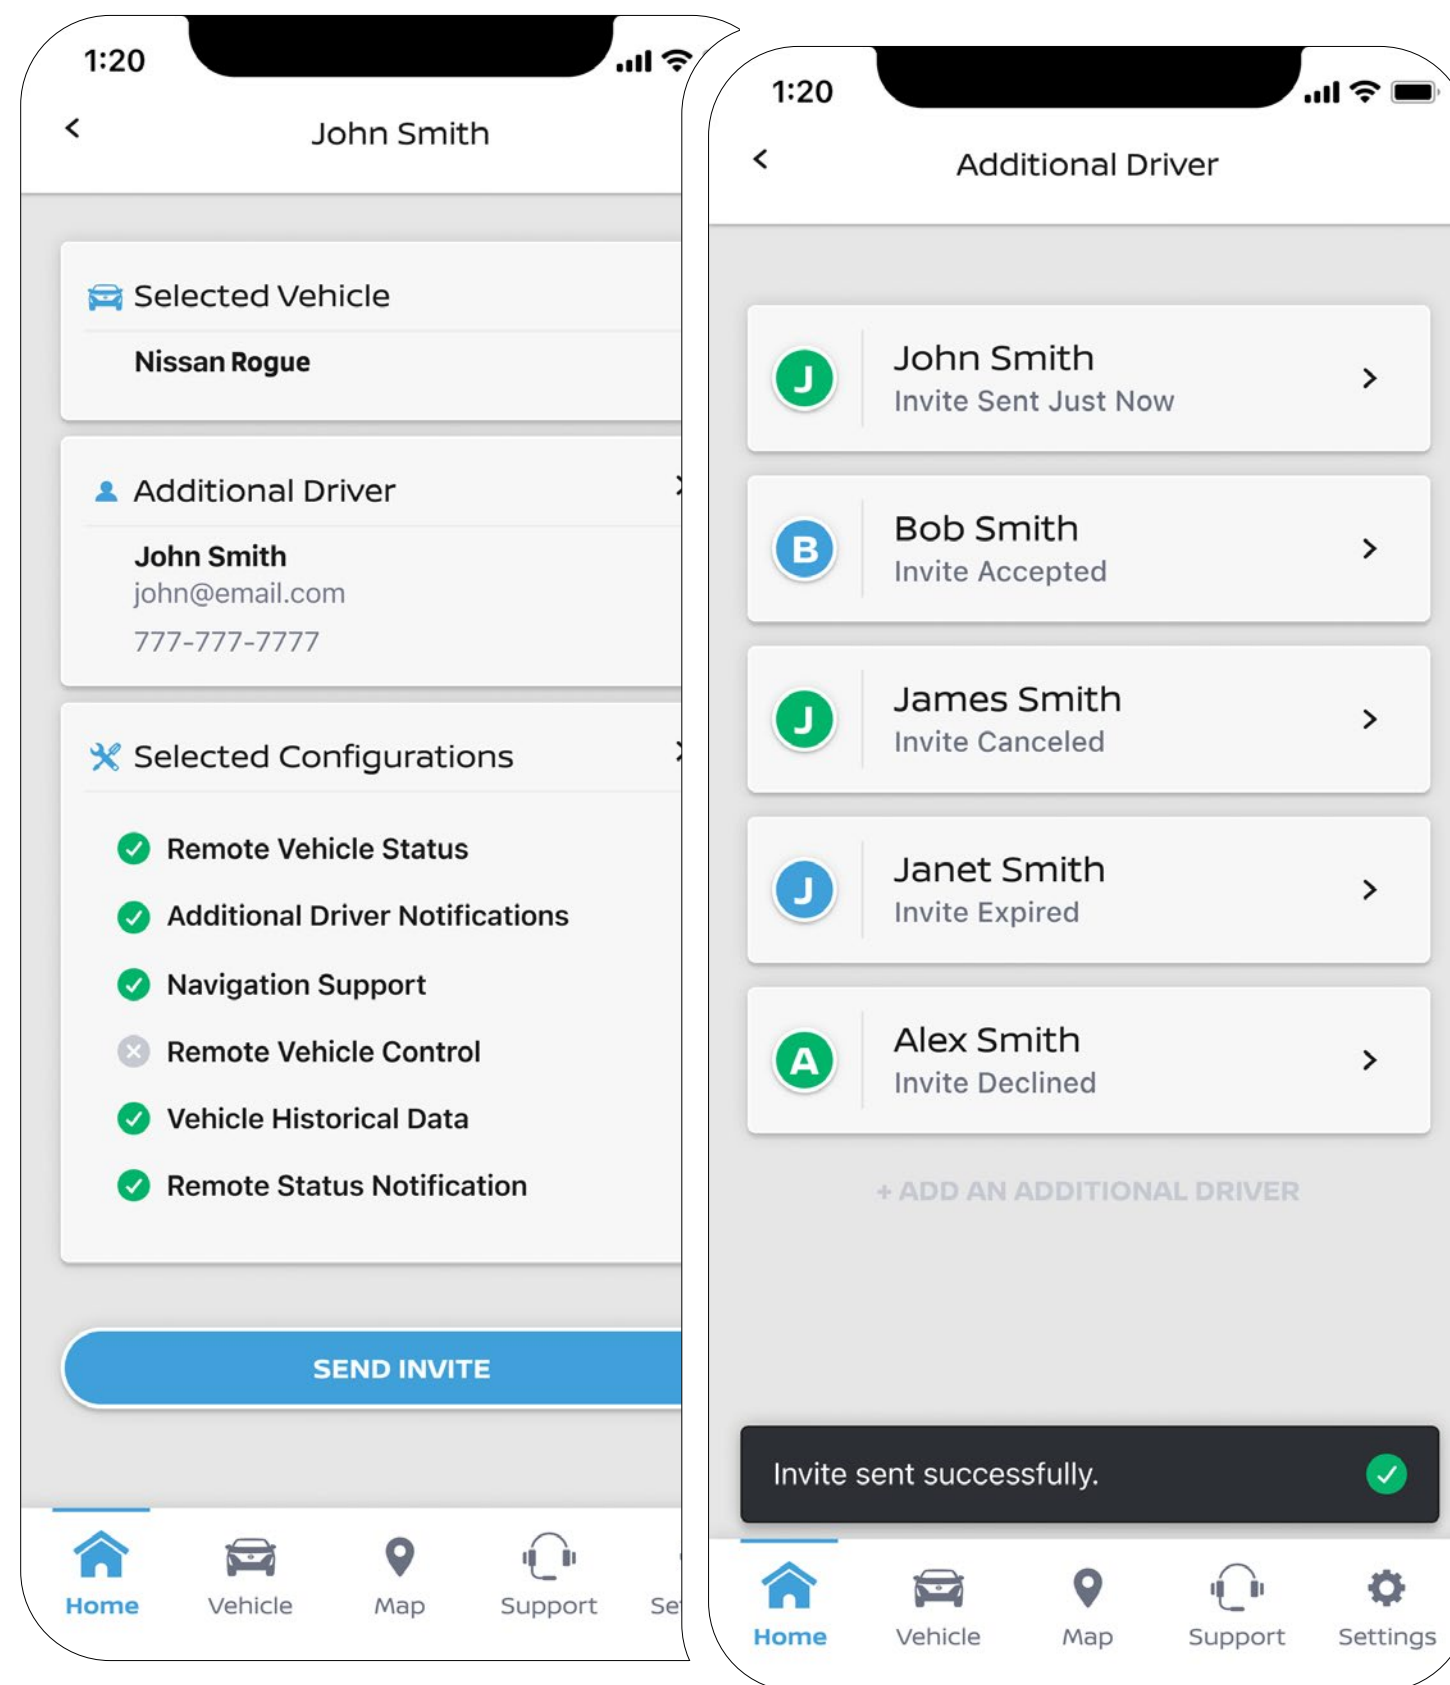 1:20
John Smith
Selected Vehicle
Nissan Rogue
Additional Driver
John Smith
john@email.com
777-777-7777
Selected Configurations
Remote Vehicle Status
Additional Driver Notifications
Navigation Support
Remote Vehicle Control
Vehicle Historical Data
Remote Status Notification
SEND INVITE
Home Vehicle Map Support
1:20
Additional Driver
J
John Smith
Invite Sent Just Now
B
Bob Smith
Invite Accepted
J
James Smith
Invite Canceled
J
Janet Smith
Invite Expired
A
Alex Smith
Invite Declined
+ ADD AN ADDITIONAL DRIVER
Invite sent successfully.
Home Vehicle Map Support Settings